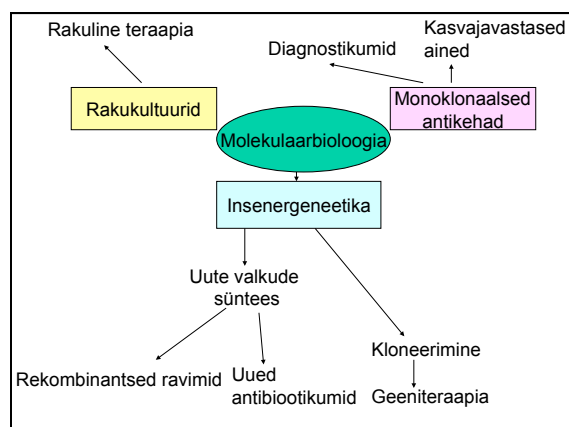 Rakuline teraapia
Kasvajavastased
ained
Diagnostikumid
Rakukultuurid
Monoklonaalsed
antikehad
Molekulaarbioloogia
Insenergeneetika
Uute valkude
süntees
Kloneerimine
Rekombinantsed ravimid
Uued
antibiootikumid
Geeniteraapia